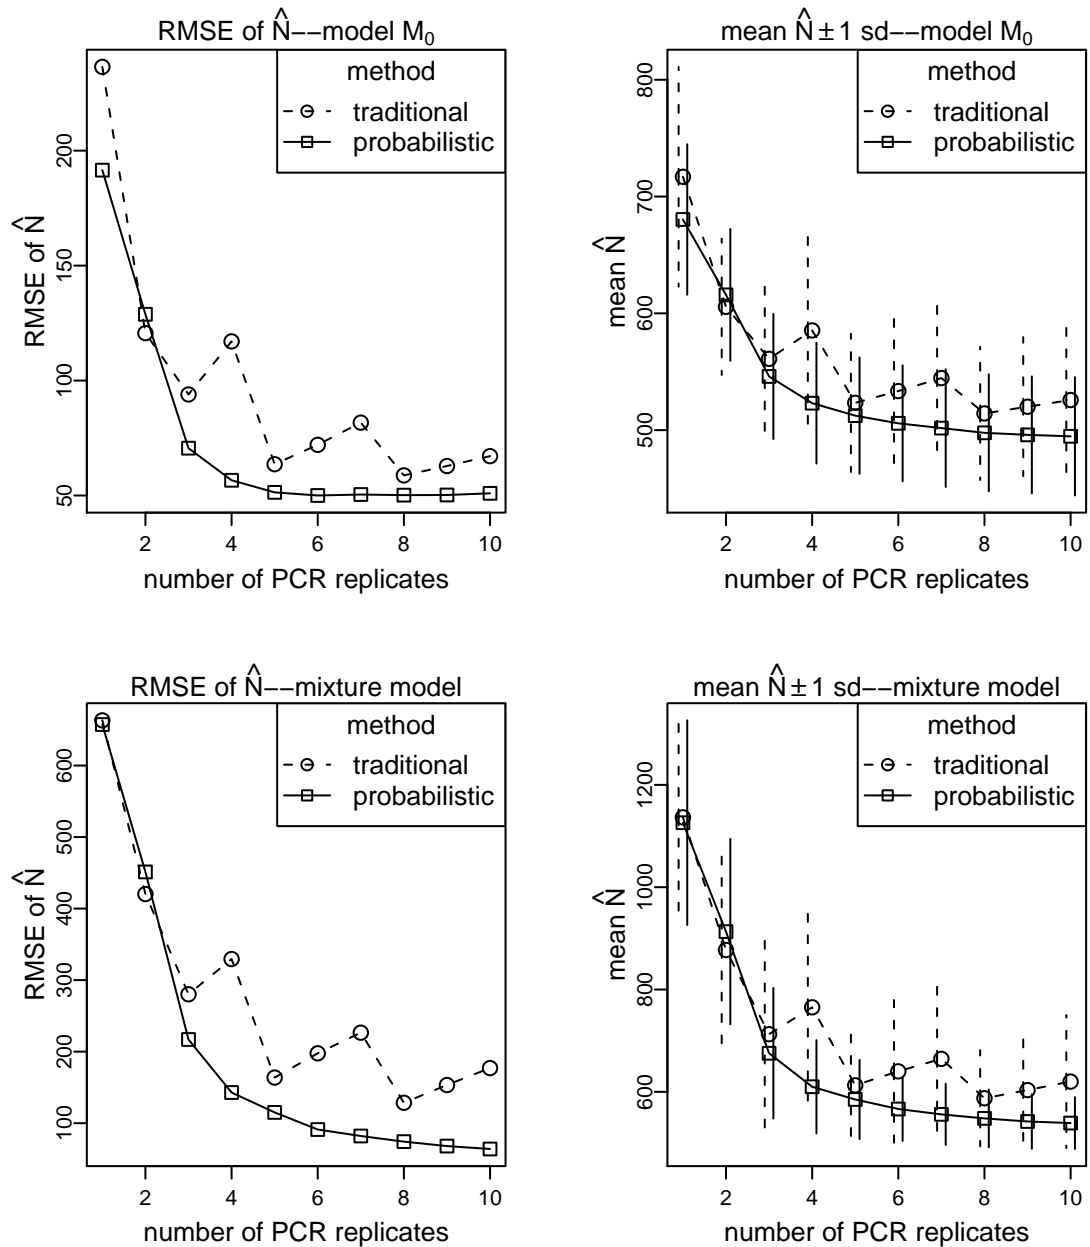 RMSE of N̂−−model M₀
method
traditional
probabilistic
RMSE of N̂
50
100
150
200
2 4 6 8 10
number of PCR replicates
mean N̂ ± 1 sd−−model M₀
method
traditional
probabilistic
mean N̂
500
600
700
800
2 4 6 8 10
number of PCR replicates
RMSE of N̂−−mixture model
method
traditional
probabilistic
RMSE of N̂
100
200
300
400
500
600
2 4 6 8 10
number of PCR replicates
mean N̂ ± 1 sd−−mixture model
method
traditional
probabilistic
mean N̂
600
800
1000
1200
2 4 6 8 10
number of PCR replicates